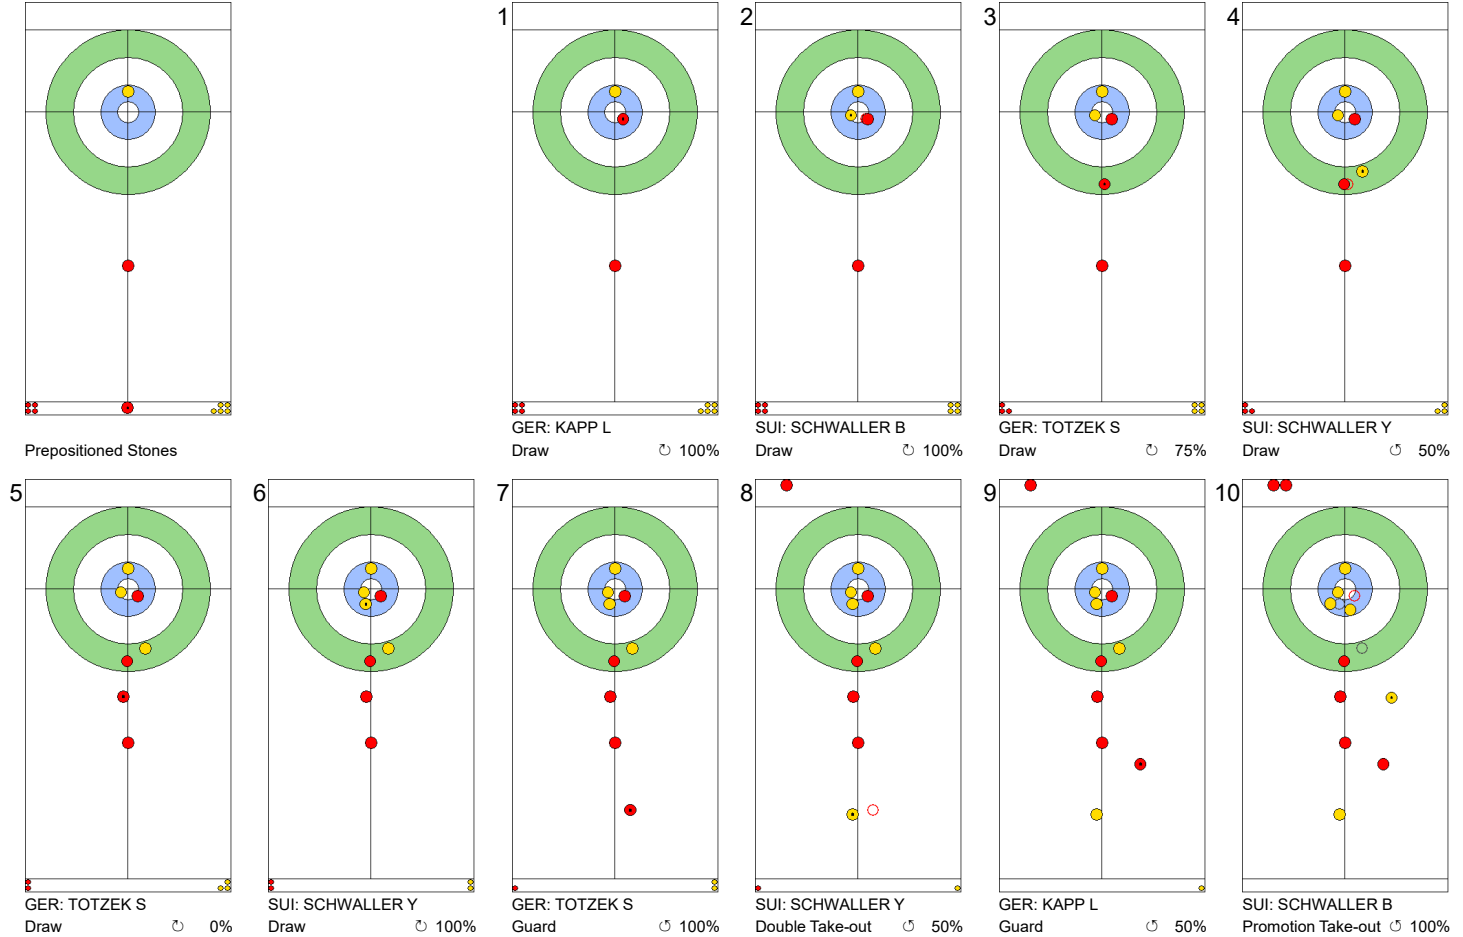 1
2
3
4
Prepositioned Stones
GER: KAPP L
Draw ↻ 100%
SUI: SCHWALLER B
Draw ↻ 100%
GER: TOTZEK S
Draw ↻ 75%
SUI: SCHWALLER Y
Draw ↺ 50%
5
6
7
8
9
10
GER: TOTZEK S
Draw ↻ 0%
SUI: SCHWALLER Y
Draw ↻ 100%
GER: TOTZEK S
Guard ↺ 100%
SUI: SCHWALLER Y
Double Take-out ↺ 50%
GER: KAPP L
Guard ↺ 50%
SUI: SCHWALLER B
Promotion Take-out ↺ 100%